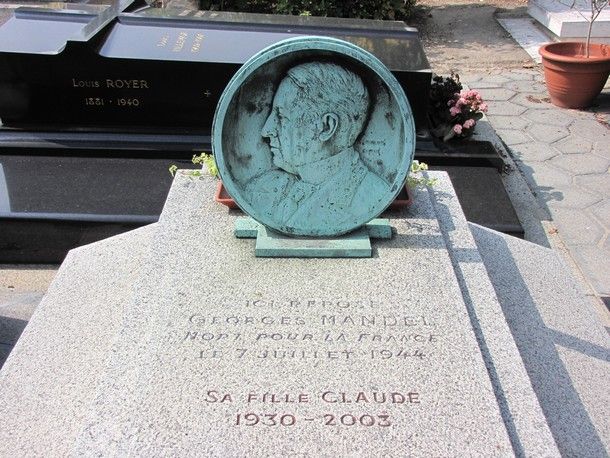 Louis ROYER
1881 - 1940
ICI REPOSE
GEORGES MANDEL
MORT POUR LA FRANCE
LE 7 JUILLET 1944
SA FILLE CLAUDE
1930 - 2003